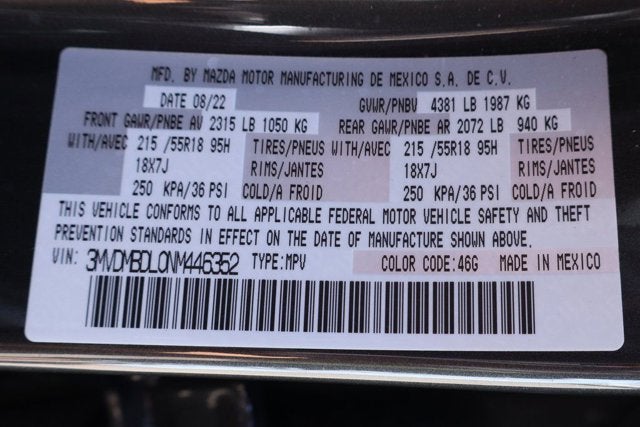 MFD. BY MAZDA MOTOR MANUFACTURING DE MEXICO S.A. DE C.V.
DATE 08/22 GVWR/PNBV 4381 LB 1987 KG
FRONT GAWR/PNBE AV 2315 LB 1050 KG REAR GAWR/PNBE AR 2072 LB 940 KG
WITH/AVEC 215 /55R18 95H TIRES/PNEUS WITH/AVEC 215 /55R18 95H TIRES/PNEUS
18X7J RIMS/JANTES 18X7J RIMS/JANTES
250 KPA/36 PSI COLD/A FROID 250 KPA/36 PSI COLD/A FROID
THIS VEHICLE CONFORMS TO ALL APPLICABLE FEDERAL MOTOR VEHICLE SAFETY AND THEFT
PREVENTION STANDARDS IN EFFECT ON THE DATE OF MANUFACTURE SHOWN ABOVE.
VIN: 3MVDMBDL0NM446352 TYPE:MPV COLOR CODE:46G MADE IN MEXICO